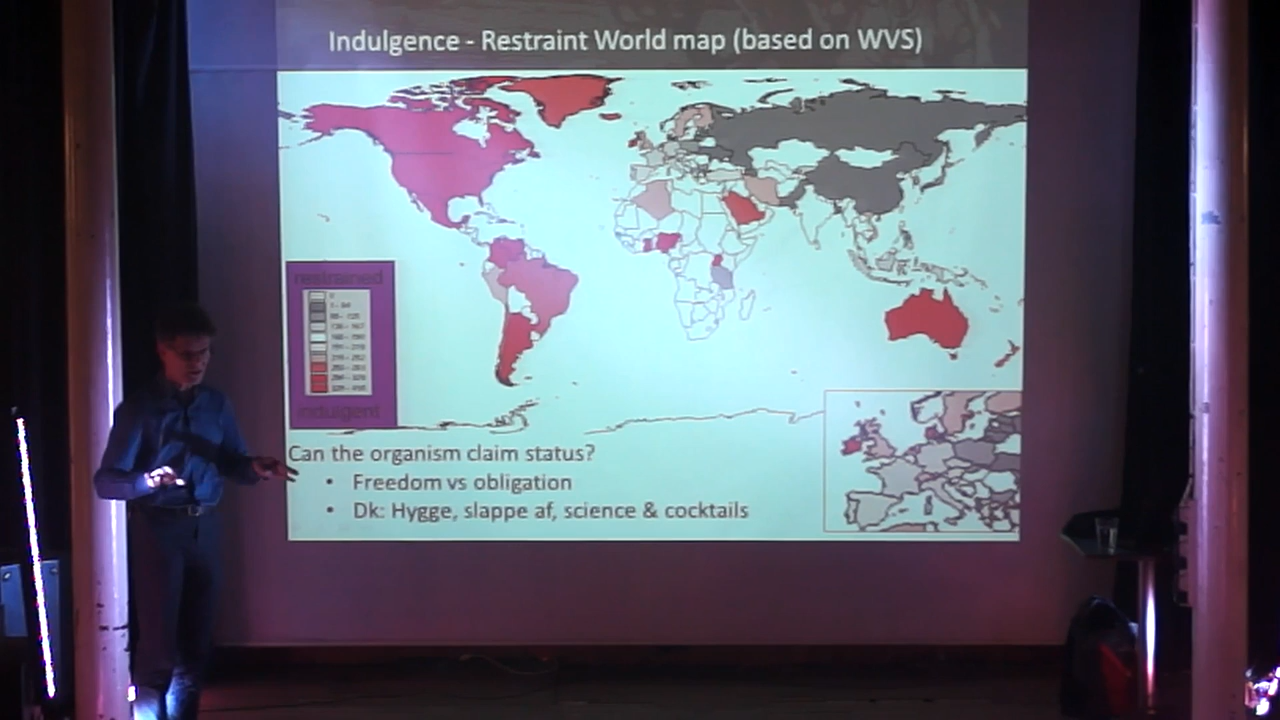 Indulgence - Restraint World map (based on WVS)
restrained
indulgent
Can the organism claim status?
• Freedom vs obligation
• Dk: Hygge, slappe af, science & cocktails